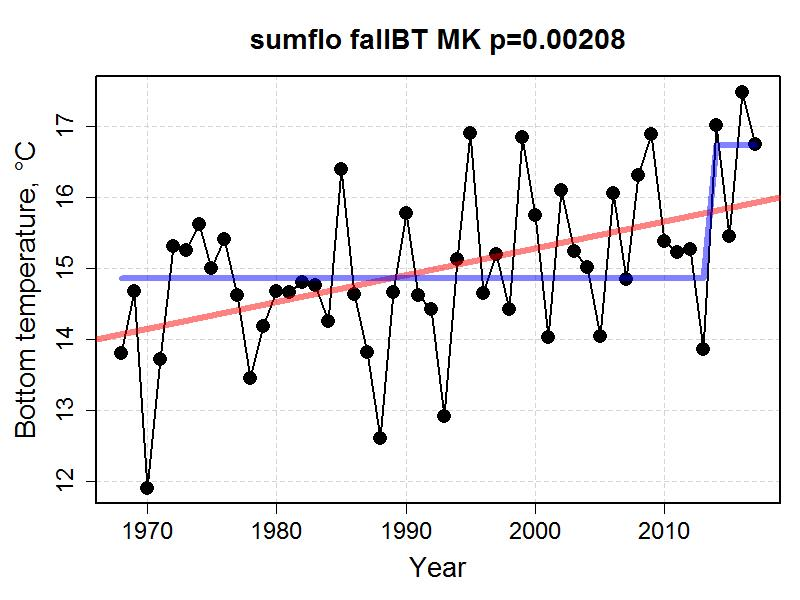 sumflo fallBT MK p=0.00208
Bottom temperature, °C
17
16
15
14
13
12
1970 1980 1990 2000 2010
Year